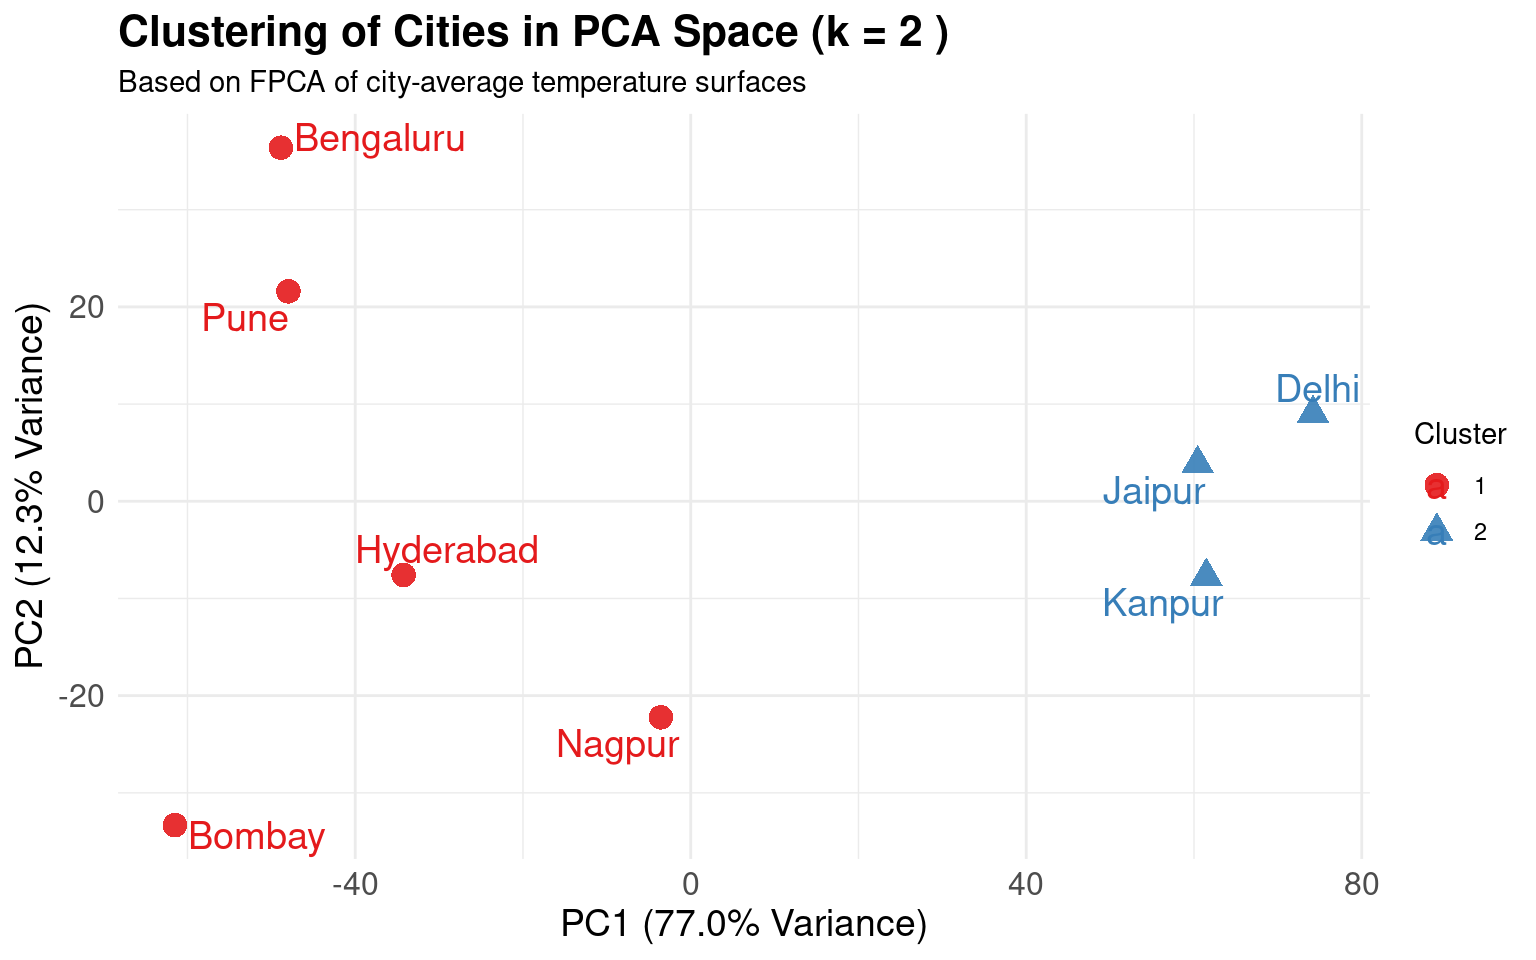 Clustering of Cities in PCA Space (k = 2 )
Based on FPCA of city-average temperature surfaces
Bengaluru
Pune
Delhi
Jaipur
Hyderabad
Kanpur
Nagpur
Bombay
20
0
-20
PC2 (12.3% Variance)
-40 0 40 80
PC1 (77.0% Variance)
Cluster
a 1
a 2